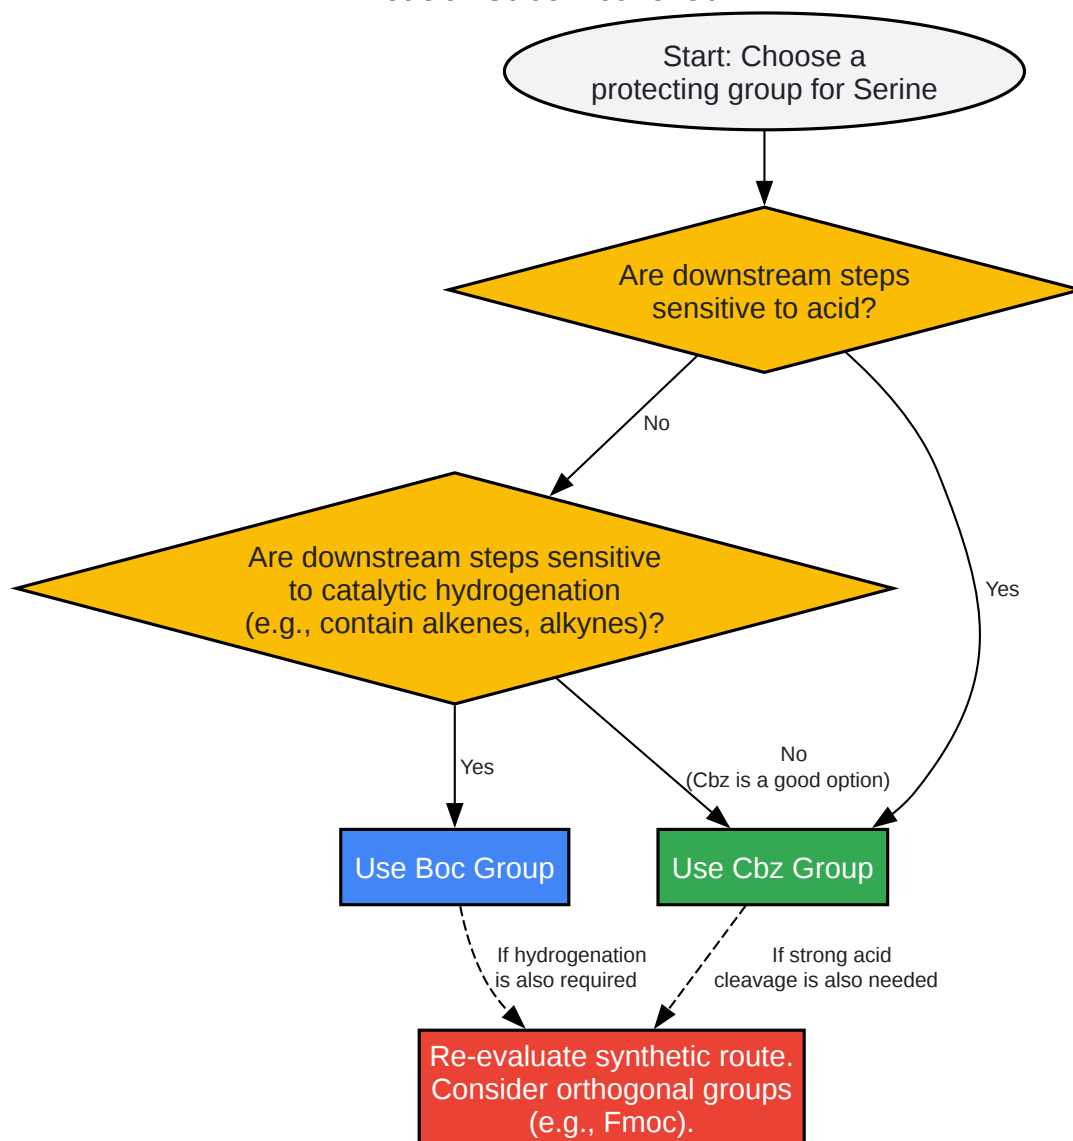 Start: Choose a
protecting group for Serine
Are downstream steps
sensitive to acid?
No
Are downstream steps sensitive
to catalytic hydrogenation
(e.g., contain alkenes, alkynes)?
Yes
Yes
No
(Cbz is a good option)
Use Boc Group
Use Cbz Group
If hydrogenation
is also required
If strong acid
cleavage is also needed
Re-evaluate synthetic route.
Consider orthogonal groups
(e.g., Fmoc).